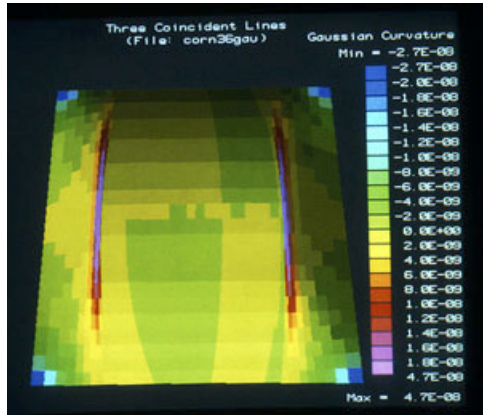 Three Coincident Lines
(File: corn36gau)
Gaussian Curvature
Min = -2.7E-08
-2.7E-08
-2.0E-08
-1.8E-08
-1.6E-08
-1.4E-08
-1.2E-08
-1.0E-08
-8.0E-09
-6.0E-09
-4.0E-09
-2.0E-09
0.0E+00
2.0E-09
4.0E-09
6.0E-09
8.0E-09
1.0E-08
1.2E-08
1.4E-08
1.6E-08
1.8E-08
4.7E-08
Max = 4.7E-08